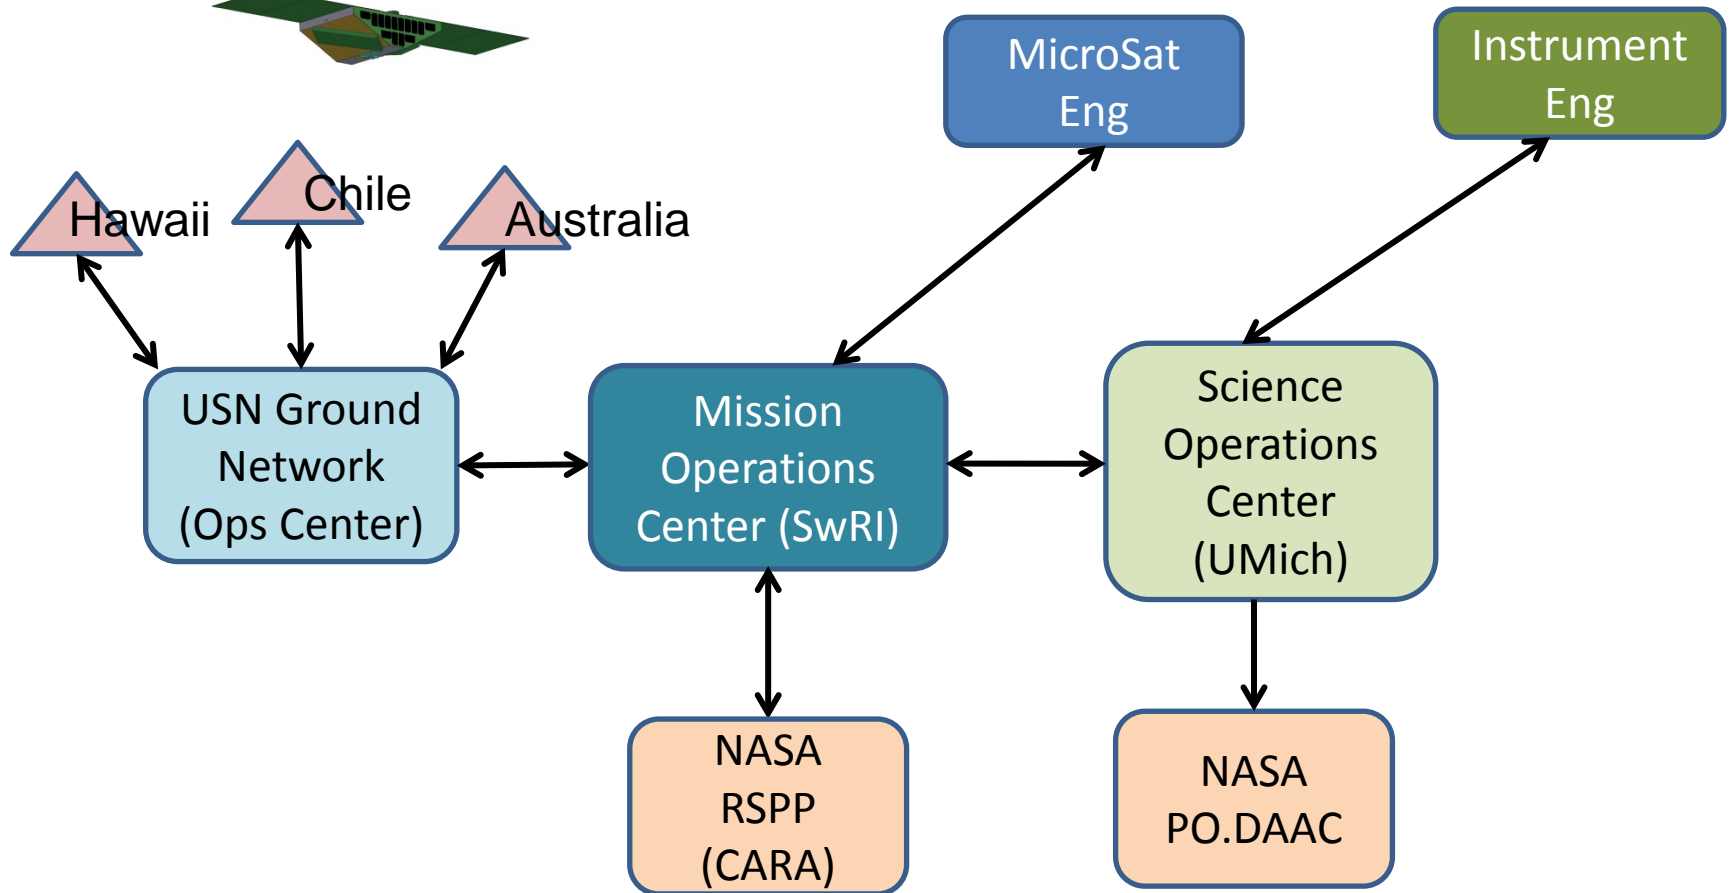 MicroSat
Eng
Instrument
Eng
Hawaii
Chile
Australia
USN Ground
Network
(Ops Center)
Mission
Operations
Center (SwRI)
Science
Operations
Center
(UMich)
NASA
RSPP
(CARA)
NASA
PO.DAAC